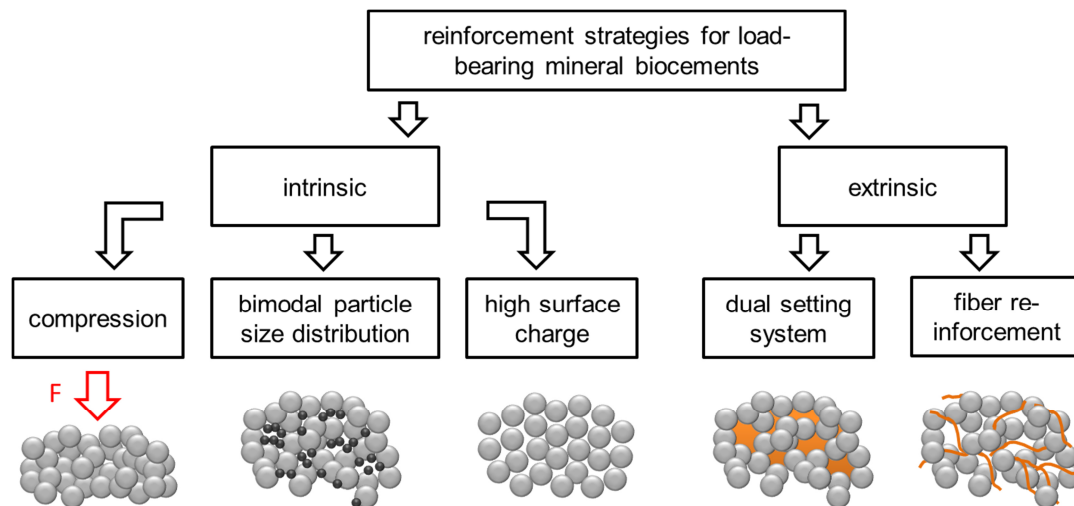 reinforcement strategies for load-
bearing mineral biocements
intrinsic
extrinsic
compression
bimodal particle
size distribution
high surface
charge
dual setting
system
fiber re-
inforcement
F